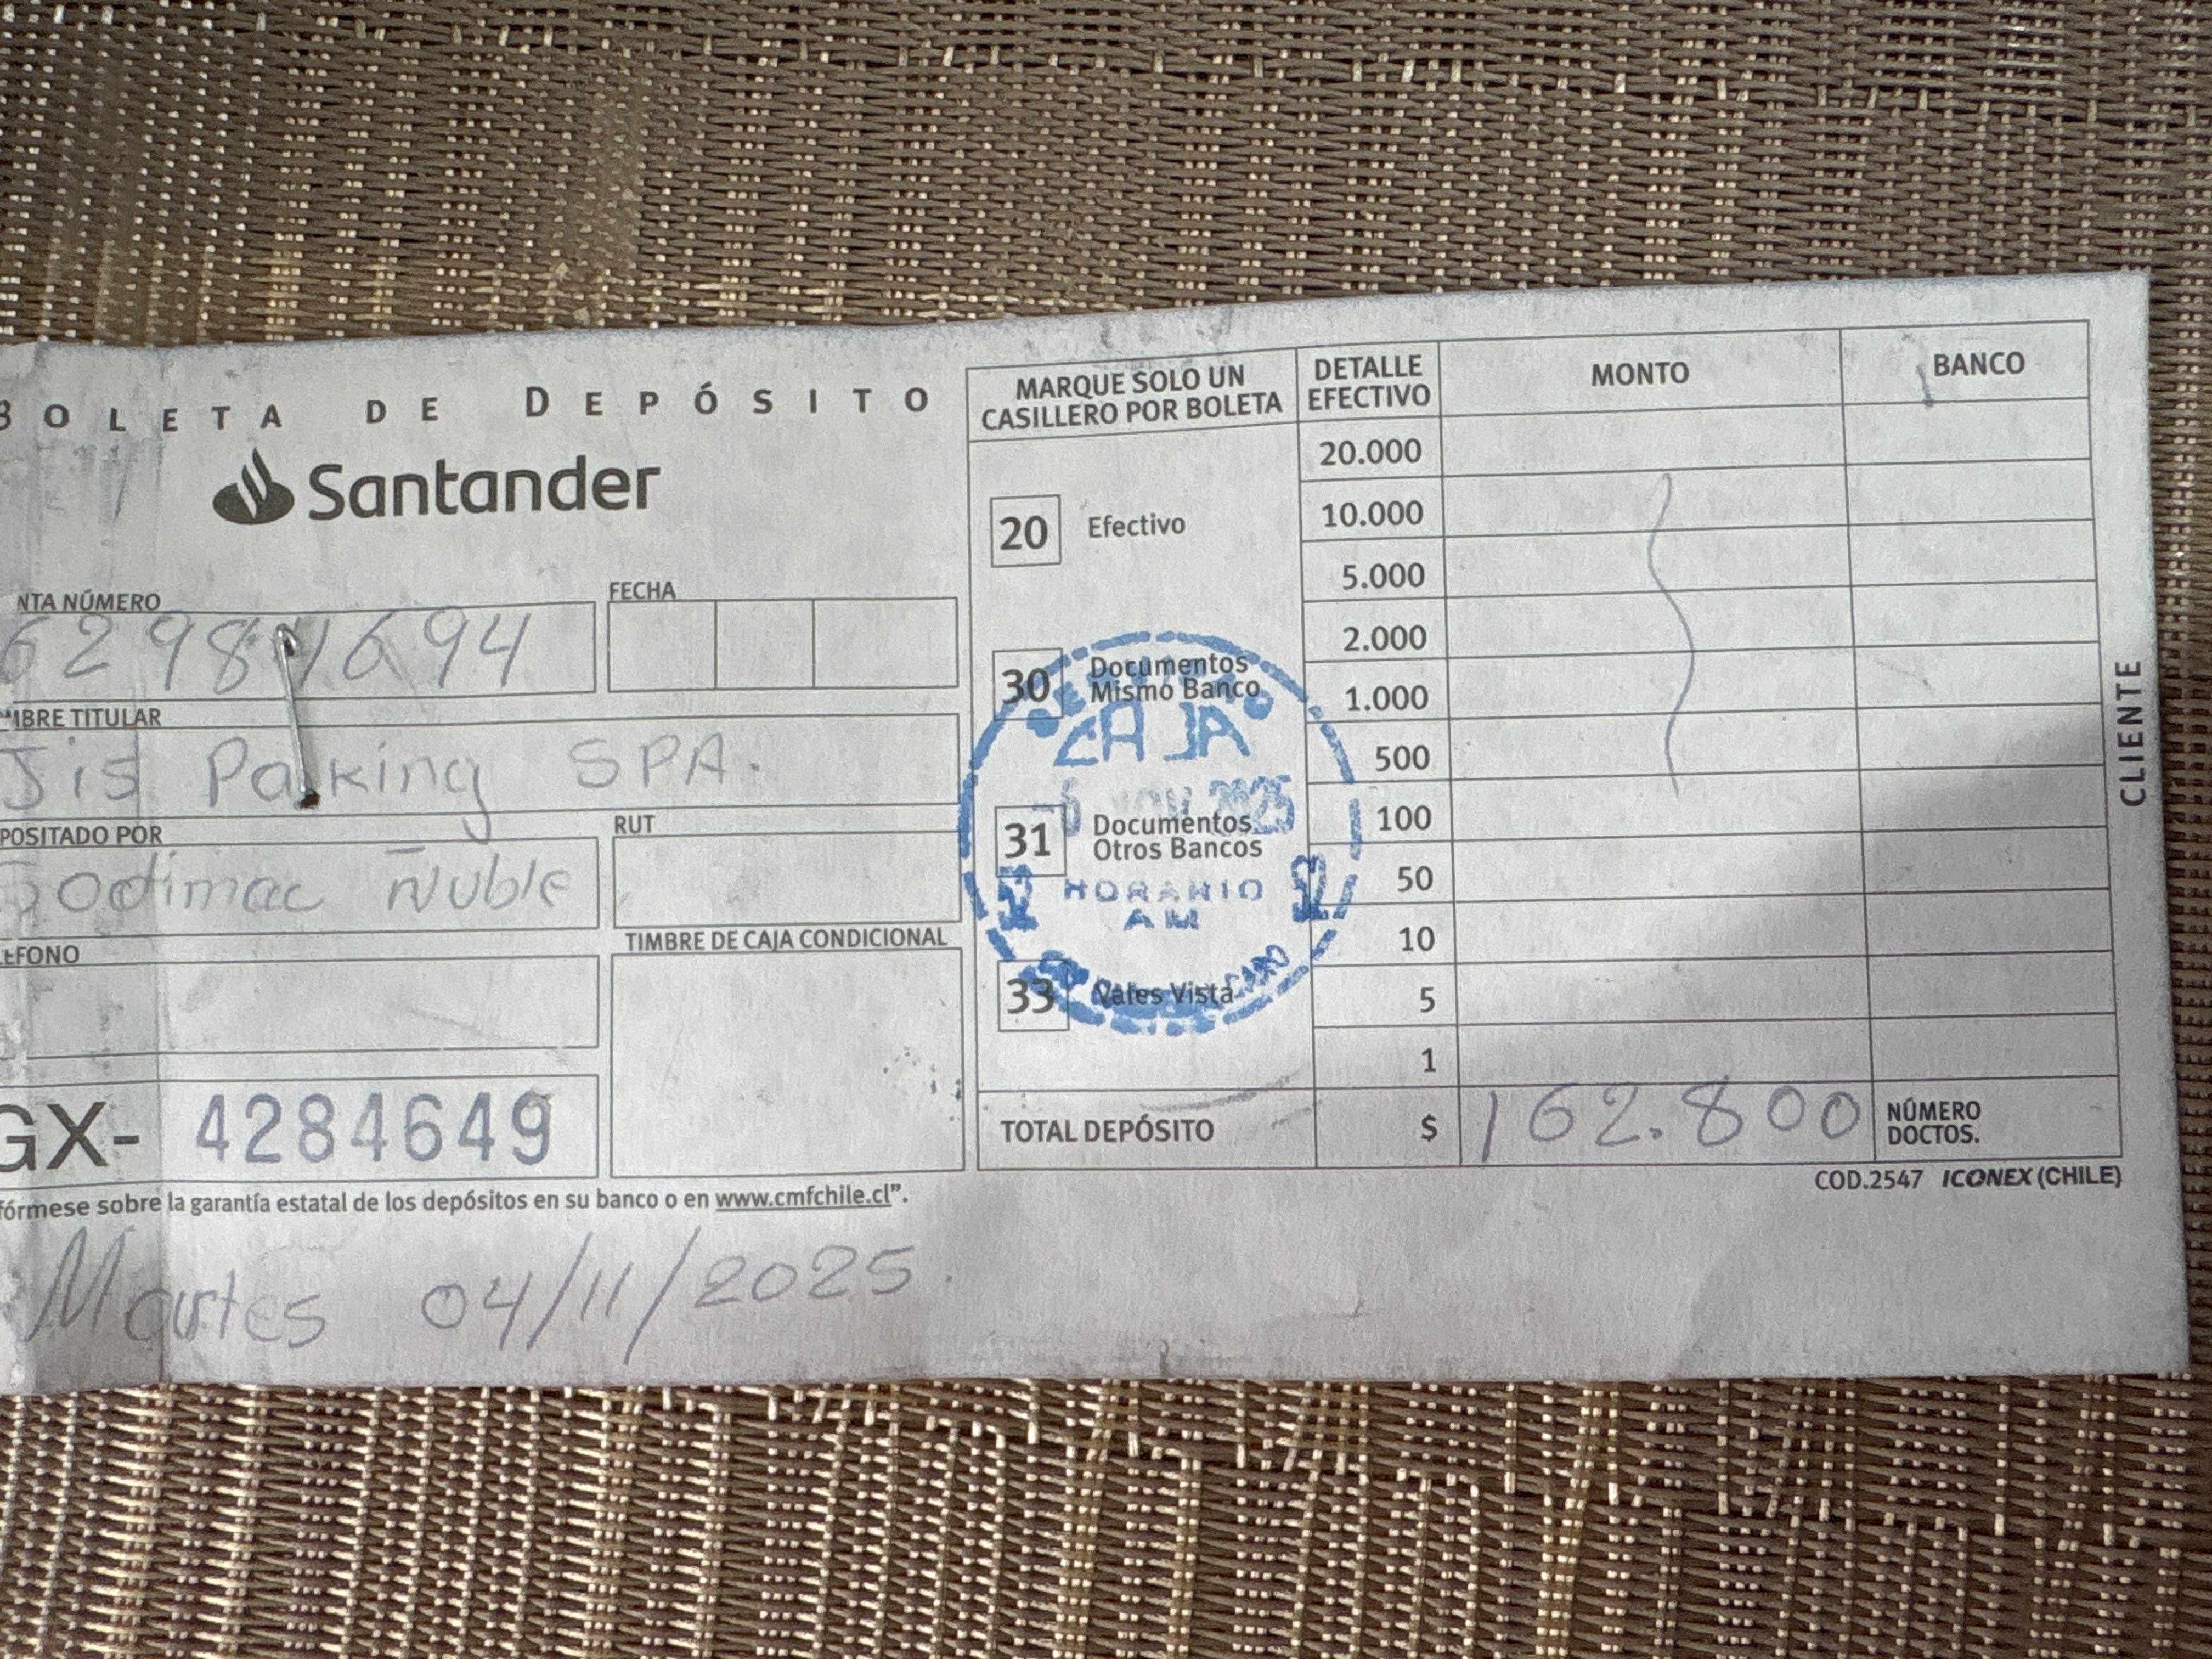 BOLETA DE DEPÓSITO
Santander
NTA NÚMERO
FECHA
6298 1694
MBRE TITULAR
Jis Parking SPA.
POSITADO POR
RUT
Sodimac Ñuble
EFONO
TIMBRE DE CAJA CONDICIONAL
GX- 4284649
fórmese sobre la garantía estatal de los depósitos en su banco o en www.cmfchile.cl".
Martes 04/11/2025.
MARQUE SOLO UN
CASILLERO POR BOLETA
DETALLE
EFECTIVO
MONTO
BANCO
20 Efectivo
30 Documentos
Mismo Banco
31 Documentos
Otros Bancos
33 Vales Vista
CAJA
NOV 2025
HORARIO
AM
20.000
10.000
5.000
2.000
1.000
500
100
50
10
5
1
TOTAL DEPÓSITO $ 162.800
NÚMERO
DOCTOS.
COD.2547 ICONEX (CHILE)
CLIENTE